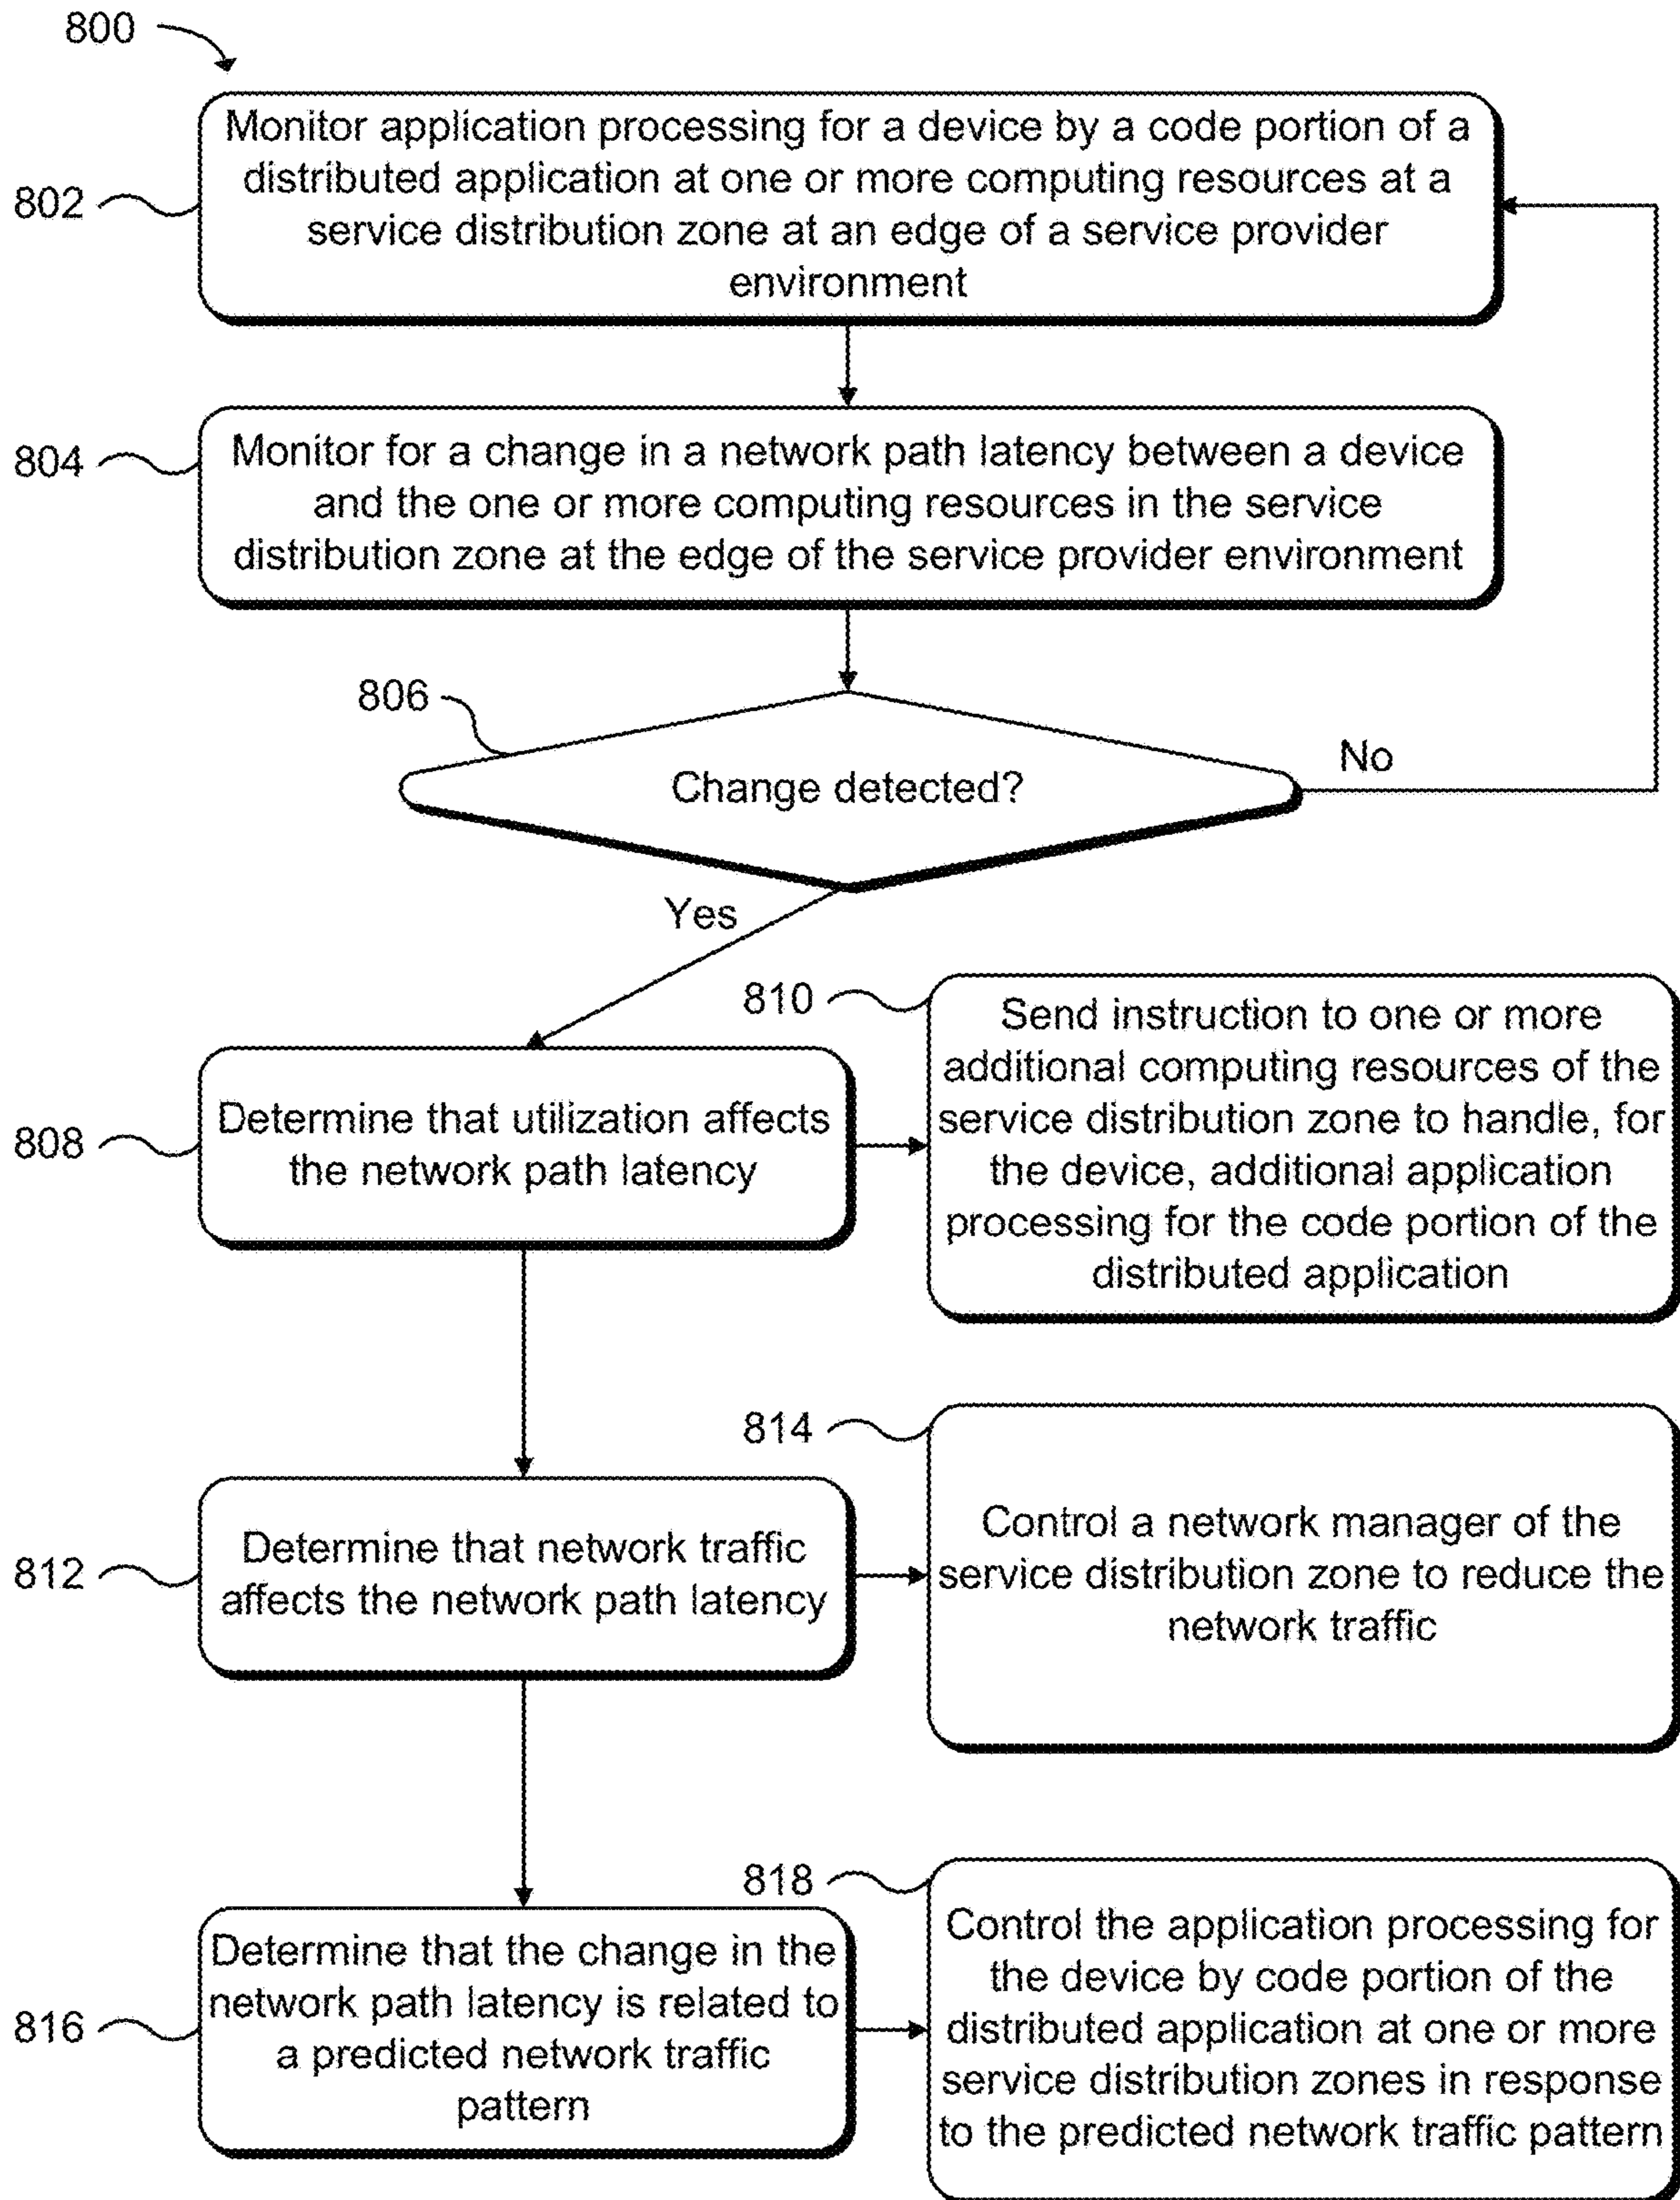 800
Monitor application processing for a device by a code portion of a
distributed application at one or more computing resources at a
service distribution zone at an edge of a service provider
environment
802
Monitor for a change in a network path latency between a device
and the one or more computing resources in the service
distribution zone at the edge of the service provider environment
804
806
Change detected?
No
Yes
808
Determine that utilization affects
the network path latency
810
Send instruction to one or more
additional computing resources of the
service distribution zone to handle, for
the device, additional application
processing for the code portion of the
distributed application
812
Determine that network traffic
affects the network path latency
814
Control a network manager of the
service distribution zone to reduce the
network traffic
816
Determine that the change in the
network path latency is related to
a predicted network traffic
pattern
818
Control the application processing for
the device by code portion of the
distributed application at one or more
service distribution zones in response
to the predicted network traffic pattern